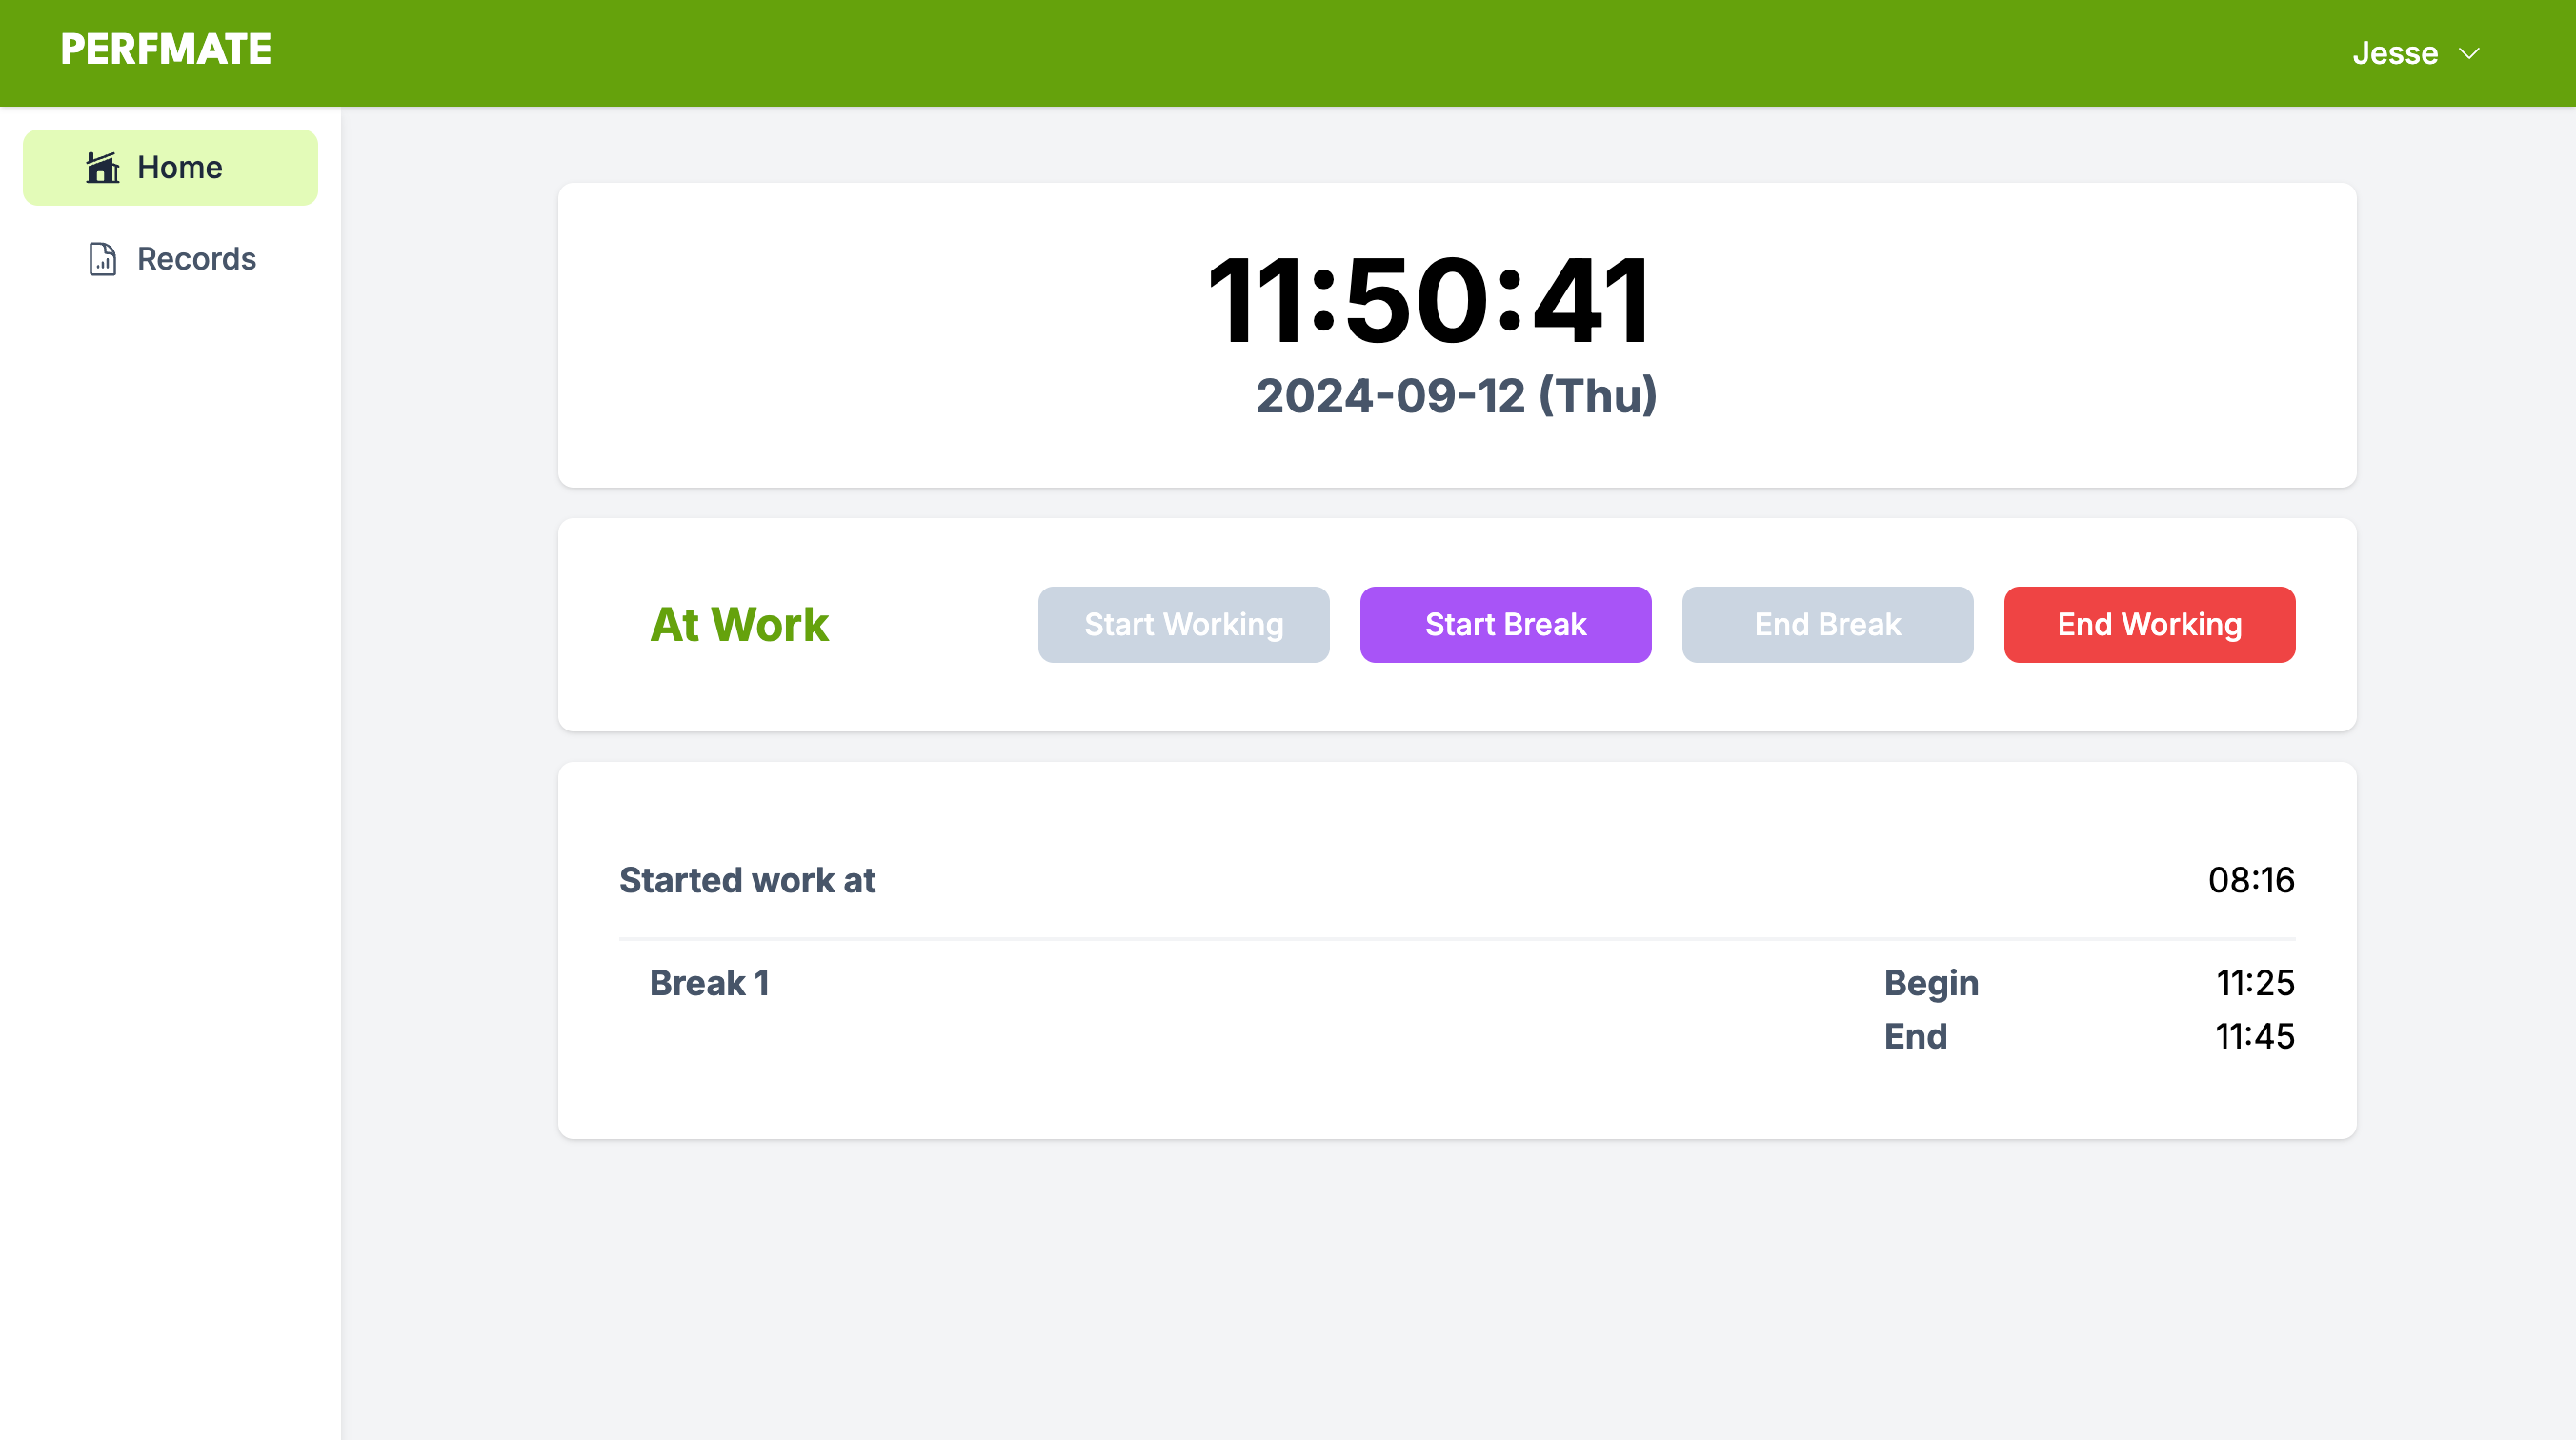 PERFMATE
Jesse
Home
Records
11:50:41
2024-09-12 (Thu)
At Work
Start Working
Start Break
End Break
End Working
Started work at 08:16
Break 1 Begin 11:25
End 11:45